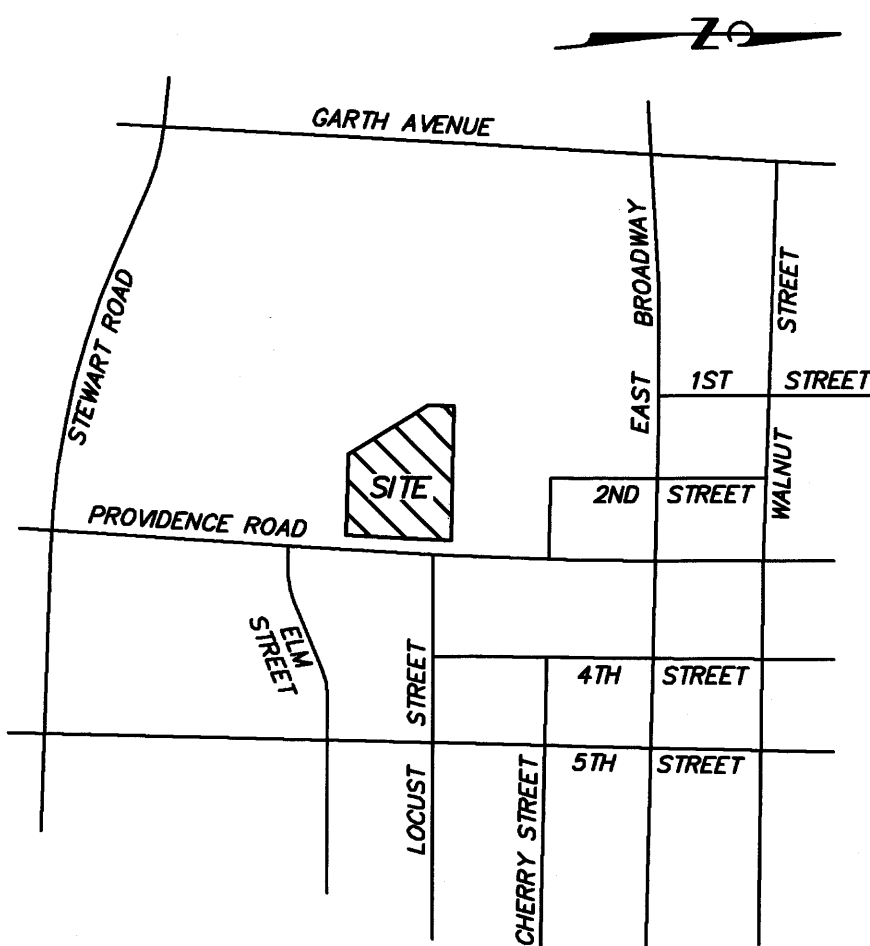 N
GARTH AVENUE
STEWART ROAD
EAST BROADWAY
STREET
WALNUT
1ST STREET
SITE
2ND STREET
PROVIDENCE ROAD
ELM
STREET
LOCUST STREET
4TH STREET
CHERRY STREET
5TH STREET